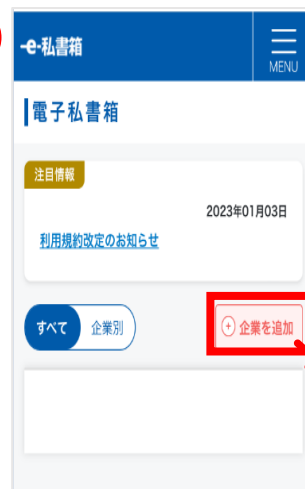 -e-私書箱
MENU
電子私書箱
注目情報
2023年01月03日
利用規約改定のお知らせ
すべて 企業別 企業を追加